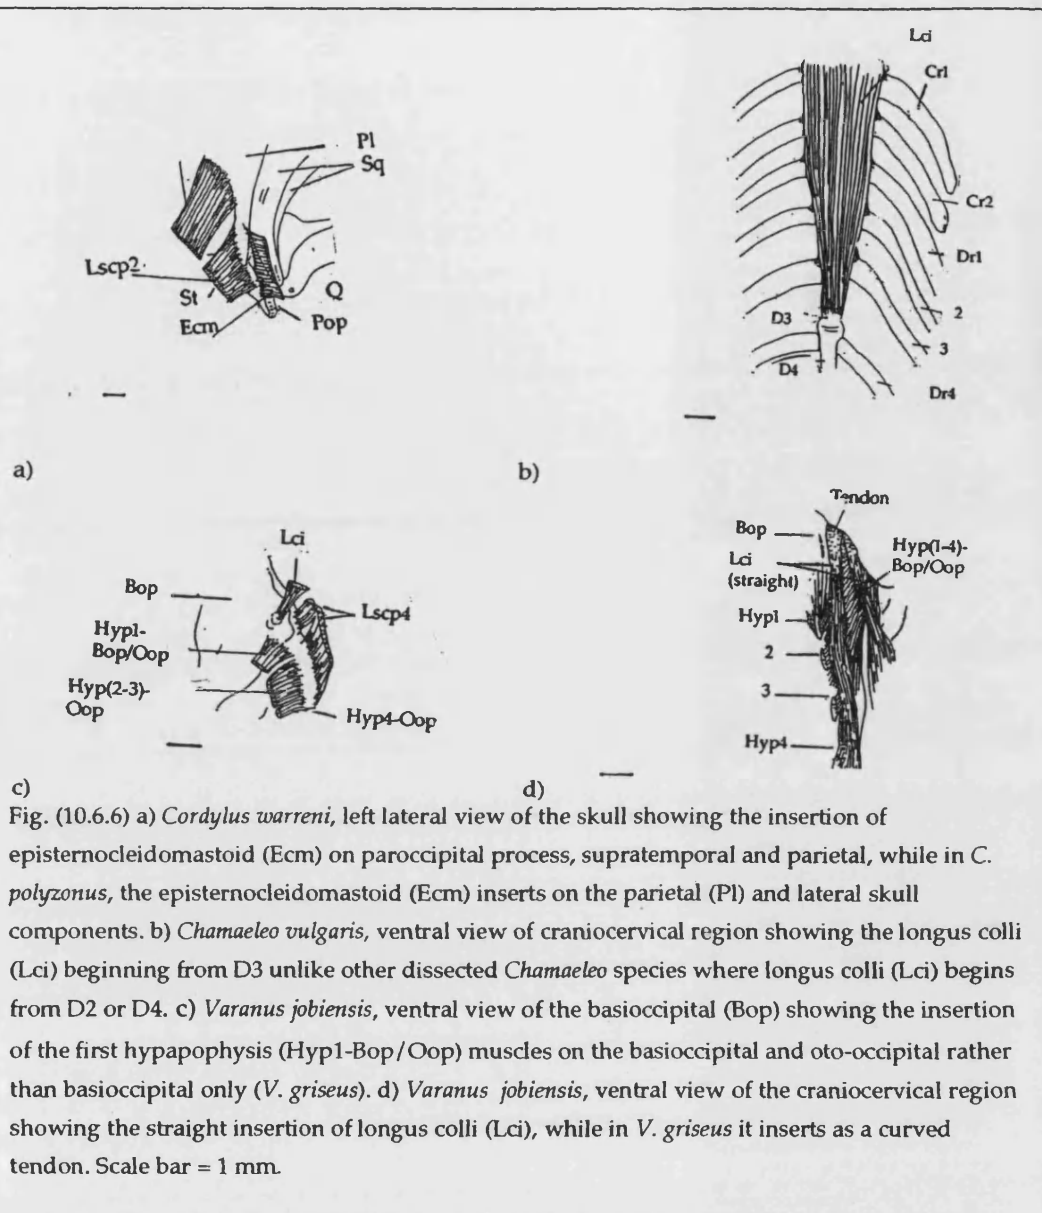 Pl
Sq
Lscp2
St
Ecm
Q
Pop
a)
Lci
Cr1
Cr2
Dr1
2
3
D3
D4
Dr4
b)
Lci
Bop
Lscp4
Hyp1-
Bop/Oop
Hyp(2-3)-
Oop
Hyp4-Oop
c)
Tendon
Bop
Hyp(1-4)-
Bop/Oop
Lci
(straight)
Hyp1
2
3
Hyp4
d)
Fig. (10.6.6) a) Cordylus warreni, left lateral view of the skull showing the insertion of
episternocleidomastoid (Ecm) on paroccipital process, supratemporal and parietal, while in C.
polyzonus, the episternocleidomastoid (Ecm) inserts on the parietal (Pl) and lateral skull
components. b) Chamaeleo vulgaris, ventral view of craniocervical region showing the longus colli
(Lci) beginning from D3 unlike other dissected Chamaeleo species where longus colli (Lci) begins
from D2 or D4. c) Varanus jobiensis, ventral view of the basioccipital (Bop) showing the insertion
of the first hypapophysis (Hyp1-Bop/Oop) muscles on the basioccipital and oto-occipital rather
than basioccipital only (V. griseus). d) Varanus jobiensis, ventral view of the craniocervical region
showing the straight insertion of longus colli (Lci), while in V. griseus it inserts as a curved
tendon. Scale bar = 1 mm.